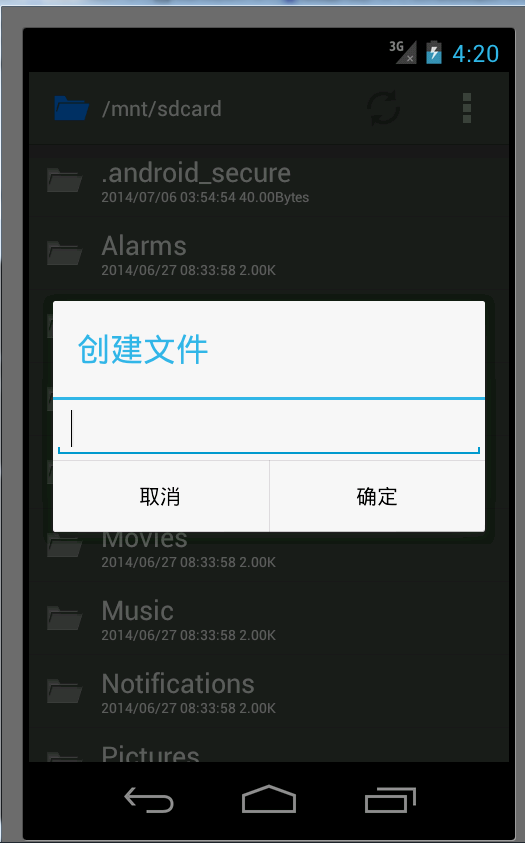 3G
4:20
/mnt/sdcard
.android_secure
2014/07/06 03:54:54 40.00Bytes
Alarms
2014/06/27 08:33:58 2.00K
创建文件
取消
确定
Movies
2014/06/27 08:33:58 2.00K
Music
2014/06/27 08:33:58 2.00K
Notifications
2014/06/27 08:33:58 2.00K
Pictures